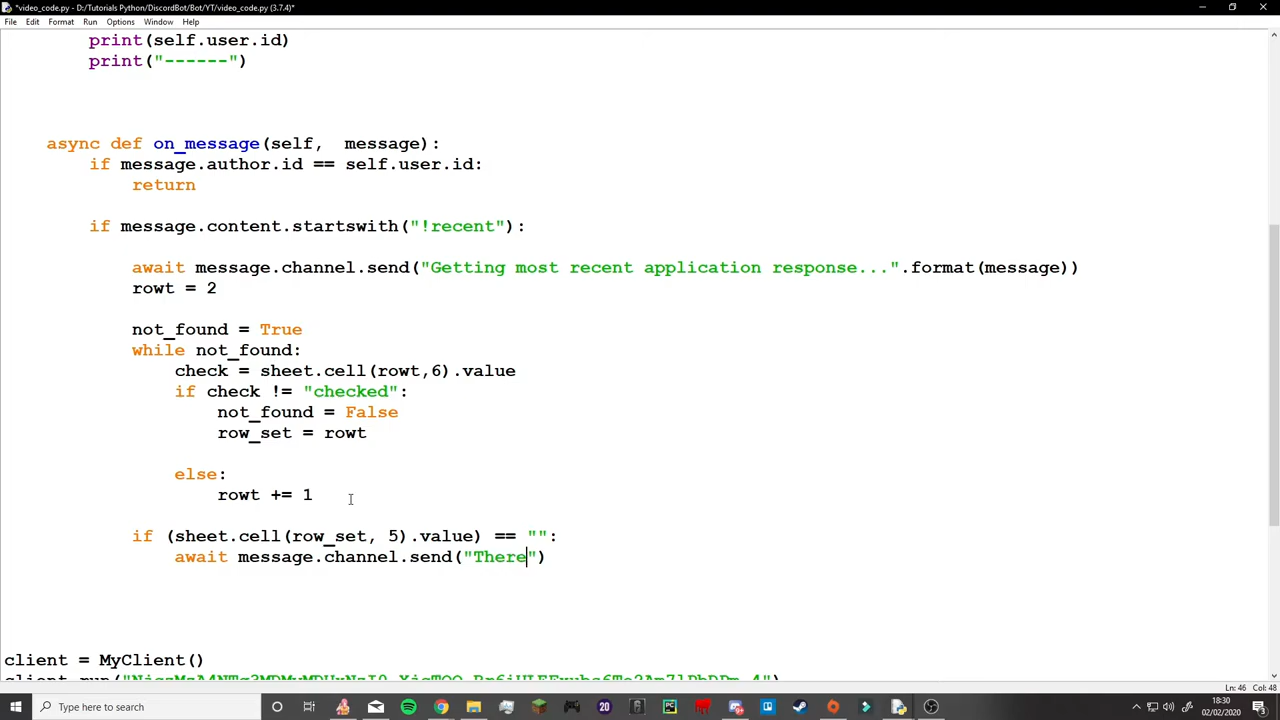 *video_code.py - D:/Tutorials Python/DiscordBot/Bot/YT/video_code.py (3.7.4)*
File Edit Format Run Options Window Help
print(self.user.id)
print("------")
async def on_message(self,  message):
if message.author.id == self.user.id:
return
if message.content.startswith("!recent"):
await message.channel.send("Getting most recent application response...".format(message))
rowt = 2
not_found = True
while not_found:
check = sheet.cell(rowt,6).value
if check != "checked":
not_found = False
row_set = rowt
else:
rowt += 1
if (sheet.cell(row_set, 5).value) == "":
await message.channel.send("There")
client = MyClient()
Ln: 46 Col: 48
Type here to search
20
PC
18:30
02/02/2020